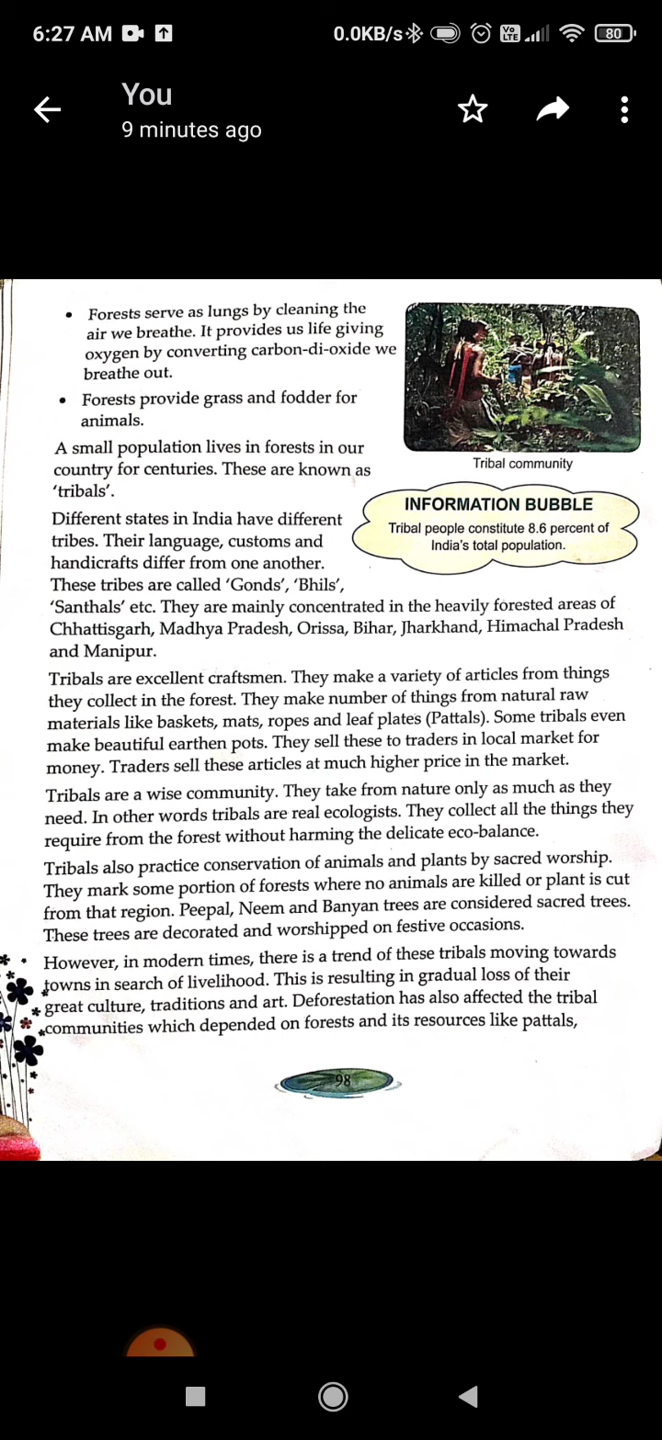 6:27 AM
0.0KB/s
Vo LTE
80
You
9 minutes ago
• Forests serve as lungs by cleaning the
air we breathe. It provides us life giving
oxygen by converting carbon-di-oxide we
breathe out.
• Forests provide grass and fodder for
animals.
A small population lives in forests in our
country for centuries. These are known as
‘tribals’.
Tribal community
INFORMATION BUBBLE
Tribal people constitute 8.6 percent of
India's total population.
Different states in India have different
tribes. Their language, customs and
handicrafts differ from one another.
These tribes are called ‘Gonds’, ‘Bhils’,
‘Santhals’ etc. They are mainly concentrated in the heavily forested areas of
Chhattisgarh, Madhya Pradesh, Orissa, Bihar, Jharkhand, Himachal Pradesh
and Manipur.
Tribals are excellent craftsmen. They make a variety of articles from things
they collect in the forest. They make number of things from natural raw
materials like baskets, mats, ropes and leaf plates (Pattals). Some tribals even
make beautiful earthen pots. They sell these to traders in local market for
money. Traders sell these articles at much higher price in the market.
Tribals are a wise community. They take from nature only as much as they
need. In other words tribals are real ecologists. They collect all the things they
require from the forest without harming the delicate eco-balance.
Tribals also practice conservation of animals and plants by sacred worship.
They mark some portion of forests where no animals are killed or plant is cut
from that region. Peepal, Neem and Banyan trees are considered sacred trees.
These trees are decorated and worshipped on festive occasions.
However, in modern times, there is a trend of these tribals moving towards
towns in search of livelihood. This is resulting in gradual loss of their
great culture, traditions and art. Deforestation has also affected the tribal
communities which depended on forests and its resources like pattals,
98